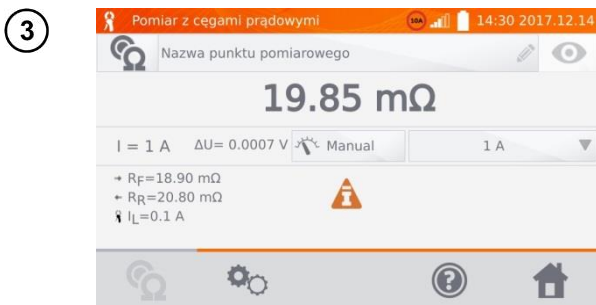 3
Pomiar z cęgami prądowymi 10A 14:30 2017.12.14
Nazwa punktu pomiarowego
19.85 mΩ
I = 1 A ΔU= 0.0007 V Manual 1 A
→ RF=18.90 mΩ
← RR=20.80 mΩ
IL=0.1 A